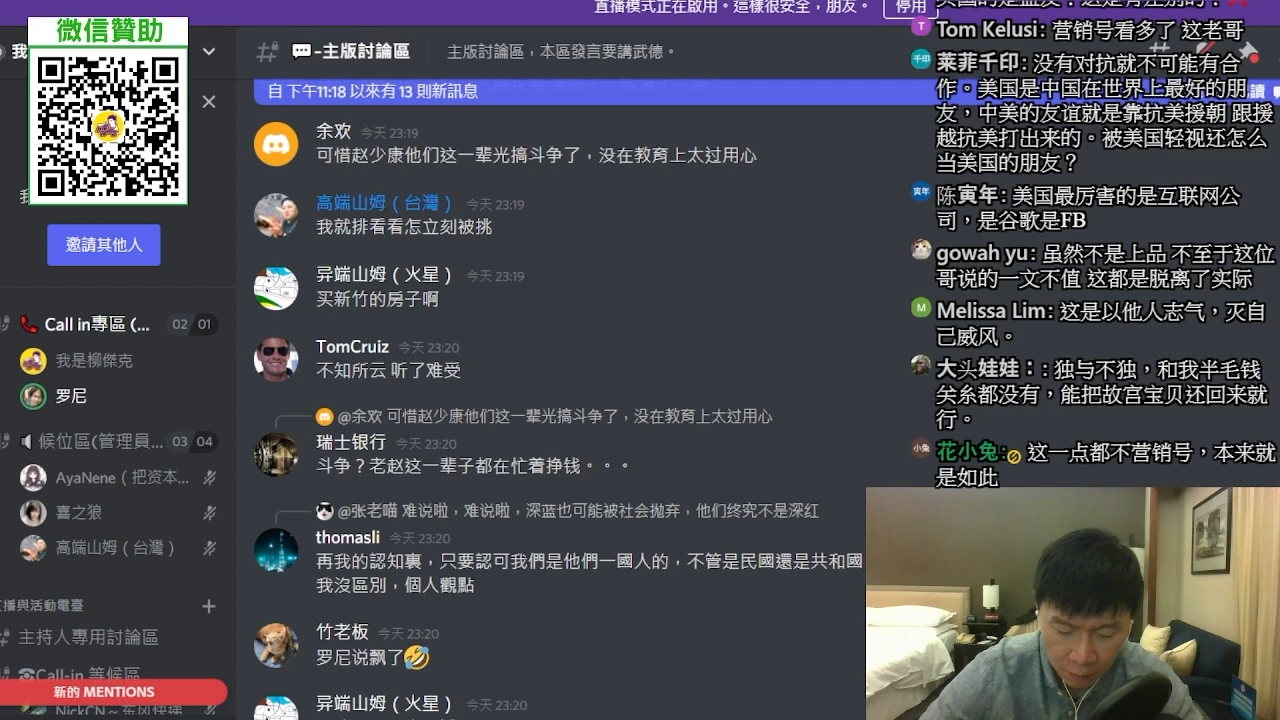 直播模式正在啟用。這樣很安全，朋友。
停用
微信贊助
我
💬-主版討論區
主版討論區，本區發言要講武德。
自 下午11:18 以來有 13 則新訊息
邀請其他人
Call in專區 (...
02 01
我是柳傑克
罗尼
候位區(管理員...
03 04
AyaNene（把资本...
喜之狼
高端山姆（台灣）
播與活動電臺
主持人專用討論區
☎Call-in 等候區
新的 MENTIONS
余欢 今天 23:19
可惜赵少康他们这一辈光搞斗争了，没在教育上太过用心
高端山姆（台灣） 今天 23:19
我就排看看怎立刻被挑
异端山姆（火星） 今天 23:19
买新竹的房子啊
TomCruiz 今天 23:20
不知所云 听了难受
@余欢 可惜赵少康他们这一辈光搞斗争了，没在教育上太过用心
瑞士银行 今天 23:20
斗争？老赵这一辈子都在忙着挣钱。。。
@张老喵 难说啦，难说啦，深蓝也可能被社会抛弃，他们终究不是深红
thomasli 今天 23:20
再我的認知裏，只要認可我們是他們一國人的，不管是民國還是共和國
我沒區別，個人觀點
竹老板 今天 23:20
罗尼说飘了🤣
异端山姆（火星） 今天 23:20
Tom Kelusi: 营销号看多了 这老哥
千印
莱菲千印: 没有对抗就不可能有合
作。美国是中国在世界上最好的朋
友，中美的友谊就是靠抗美援朝 跟援
越抗美打出来的。被美国轻视还怎么
当美国的朋友？
寅年
陈寅年: 美国最厉害的是互联网公
司，是谷歌是FB
gowah yu: 虽然不是上品 不至于这位
哥说的一文不值 这都是脱离了实际
M
Melissa Lim: 这是以他人志气，灭自
己威风。
大头娃娃：: 独与不独，和我半毛钱
关系都没有，能把故宫宝贝还回来就
行。
小兔
花小兔: 这一点都不营销号，本来就
是如此